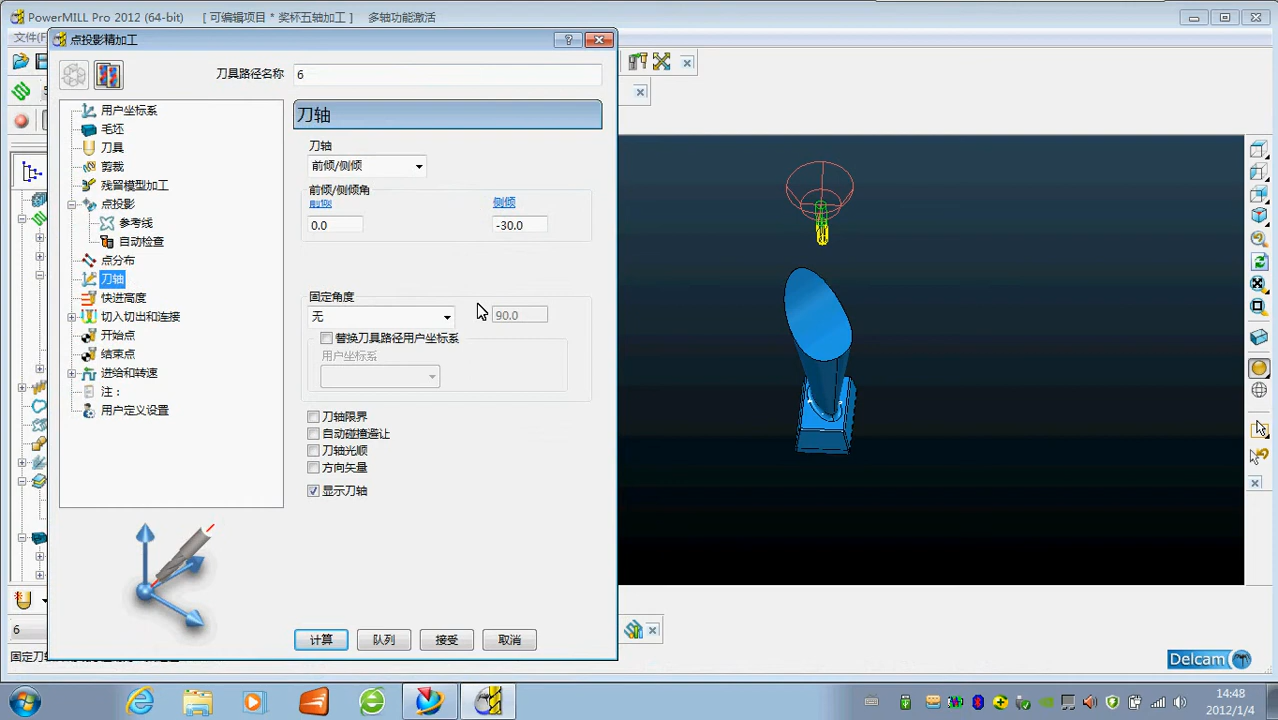 PowerMILL Pro 2012 (64-bit) [ 可编辑项目 * 奖杯五轴加工 ] 多轴功能激活
文件(F
点投影精加工
刀具路径名称 6
用户坐标系
毛坯
刀具
剪裁
残留模型加工
点投影
参考线
自动检查
点分布
刀轴
快进高度
切入切出和连接
开始点
结束点
进给和转速
注：
用户定义设置
刀轴
刀轴
前倾/侧倾
前倾/侧倾角
前倾 侧倾
0.0 -30.0
固定角度
无 90.0
替换刀具路径用户坐标系
用户坐标系
刀轴限界
自动碰撞避让
刀轴光顺
方向矢量
显示刀轴
计算 队列 接受 取消
6
Delcam
14:48
2012/1/4